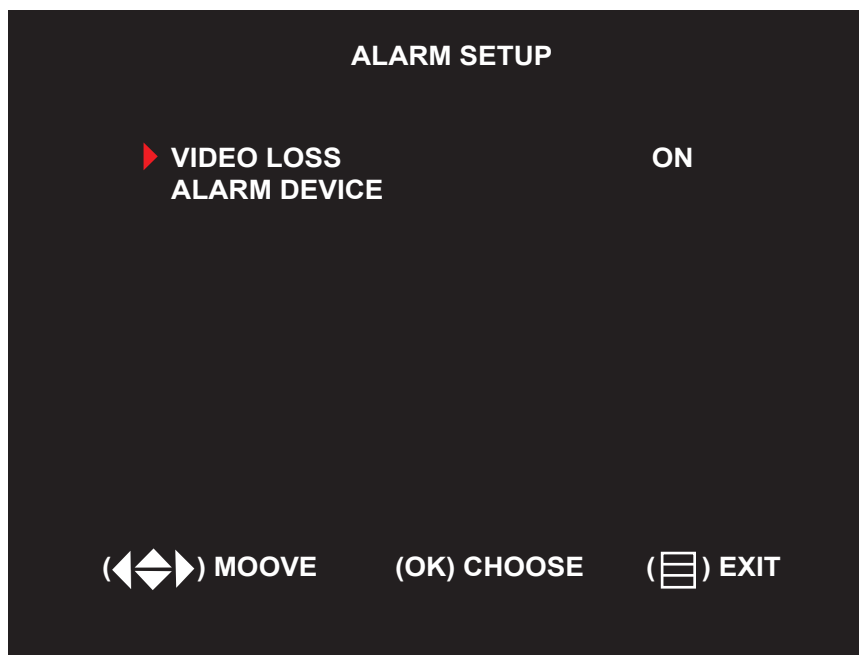 ALARM SETUP
VIDEO LOSS ON
ALARM DEVICE
() MOOVE (OK) CHOOSE () EXIT